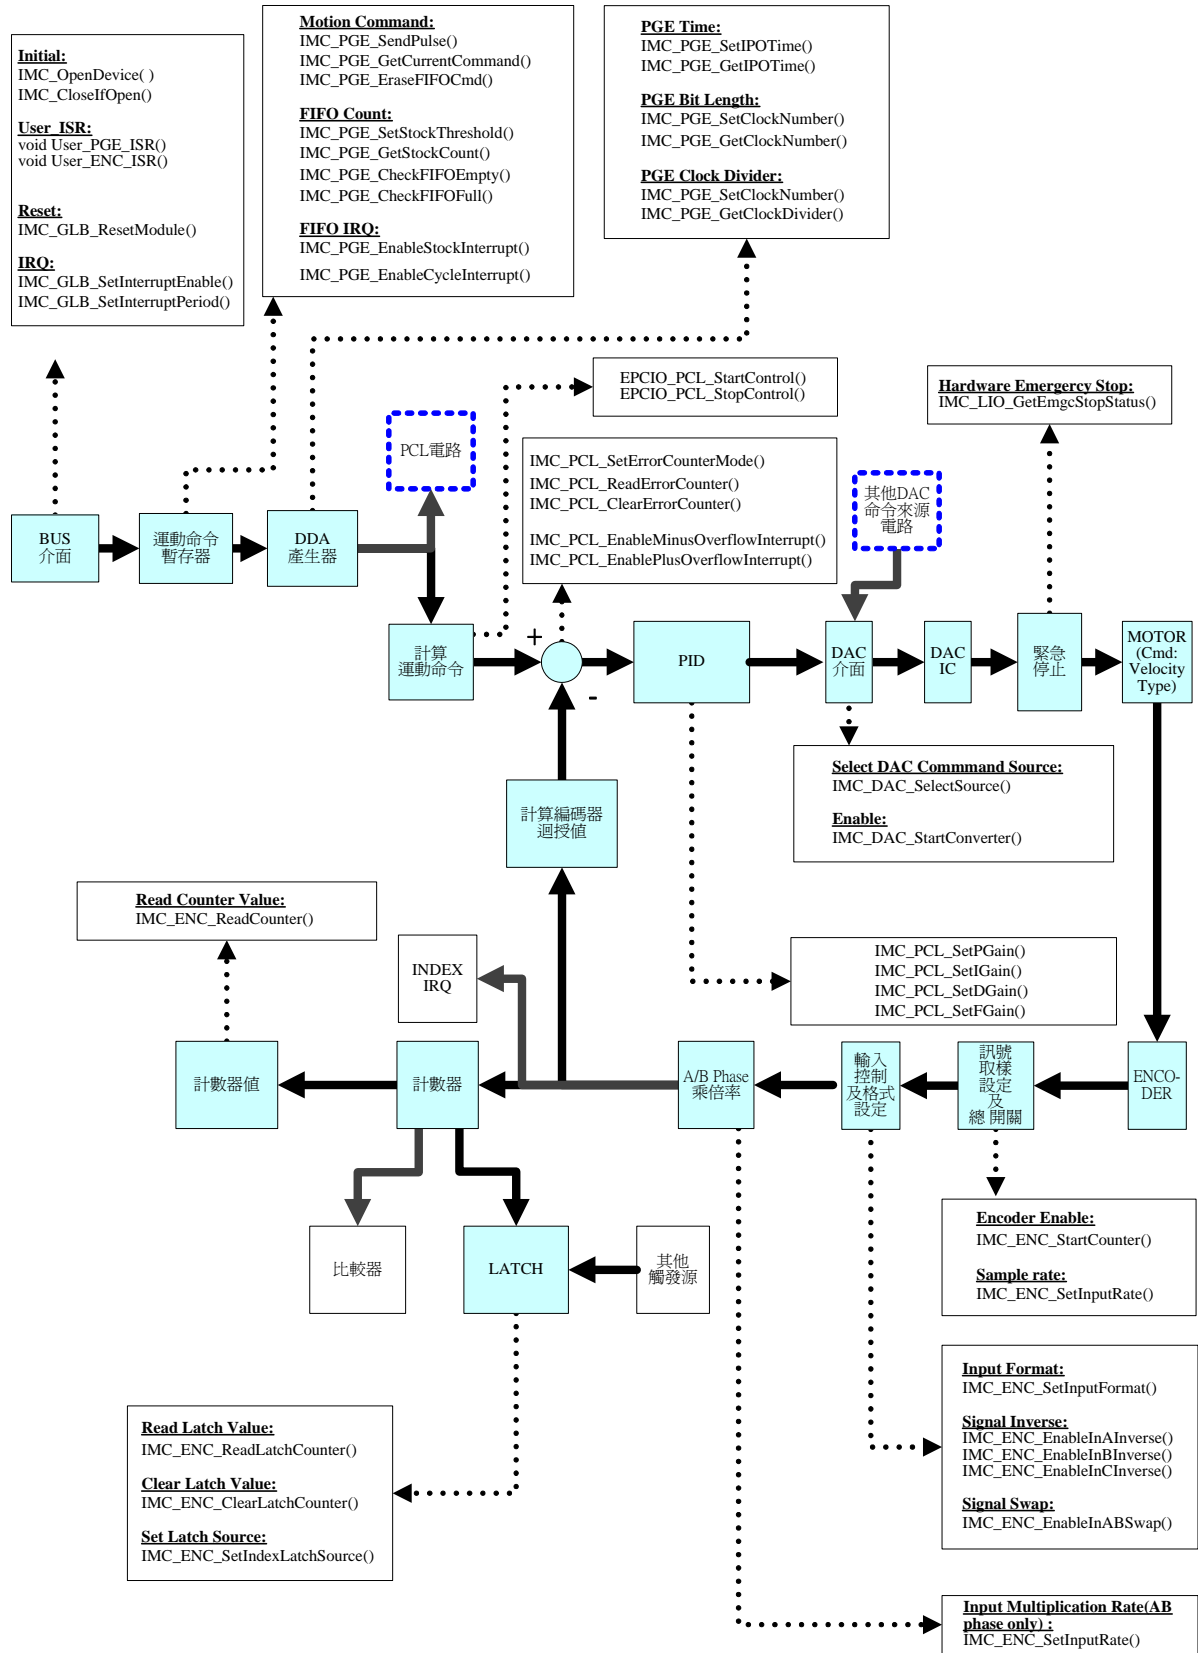 Initial:
IMC_OpenDevice( )
IMC_CloseIfOpen()
User_ISR:
void User_PGE_ISR()
void User_ENC_ISR()
Reset:
IMC_GLB_ResetModule()
IRQ:
IMC_GLB_SetInterruptEnable()
IMC_GLB_SetInterruptPeriod()
Motion Command:
IMC_PGE_SendPulse()
IMC_PGE_GetCurrentCommand()
IMC_PGE_EraseFIFOCmd()
FIFO Count:
IMC_PGE_SetStockThreshold()
IMC_PGE_GetStockCount()
IMC_PGE_CheckFIFOEmpty()
IMC_PGE_CheckFIFOFull()
FIFO IRQ:
IMC_PGE_EnableStockInterrupt()
IMC_PGE_EnableCycleInterrupt()
PGE Time:
IMC_PGE_SetIPOTime()
IMC_PGE_GetIPOTime()
PGE Bit Length:
IMC_PGE_SetClockNumber()
IMC_PGE_GetClockNumber()
PGE Clock Divider:
IMC_PGE_SetClockNumber()
IMC_PGE_GetClockDivider()
EPCIO_PCL_StartControl()
EPCIO_PCL_StopControl()
Hardware Emergercy Stop:
IMC_LIO_GetEmgcStopStatus()
PCL電路
IMC_PCL_SetErrorCounterMode()
IMC_PCL_ReadErrorCounter()
IMC_PCL_ClearErrorCounter()
IMC_PCL_EnableMinusOverflowInterrupt()
IMC_PCL_EnablePlusOverflowInterrupt()
其他DAC
命令來源
電路
BUS
介面
運動命令
暫存器
DDA
產生器
計算
運動命令
+
-
PID
DAC
介面
DAC
IC
緊急
停止
MOTOR
(Cmd:
Velocity
Type)
Select DAC Commmand Source:
IMC_DAC_SelectSource()
Enable:
IMC_DAC_StartConverter()
計算編碼器
迴授值
Read Counter Value:
IMC_ENC_ReadCounter()
INDEX
IRQ
IMC_PCL_SetPGain()
IMC_PCL_SetIGain()
IMC_PCL_SetDGain()
IMC_PCL_SetFGain()
計數器值
計數器
A/B Phase
乘倍率
輸入
控制
及格式
設定
訊號
取樣
設定
及
總 開關
ENCO-
DER
Encoder Enable:
IMC_ENC_StartCounter()
Sample rate:
IMC_ENC_SetInputRate()
比較器
LATCH
其他
觸發源
Input Format:
IMC_ENC_SetInputFormat()
Signal Inverse:
IMC_ENC_EnableInAInverse()
IMC_ENC_EnableInBInverse()
IMC_ENC_EnableInCInverse()
Signal Swap:
IMC_ENC_EnableInABSwap()
Read Latch Value:
IMC_ENC_ReadLatchCounter()
Clear Latch Value:
IMC_ENC_ClearLatchCounter()
Set Latch Source:
IMC_ENC_SetIndexLatchSource()
Input Multiplication Rate(AB
phase only) :
IMC_ENC_SetInputRate()